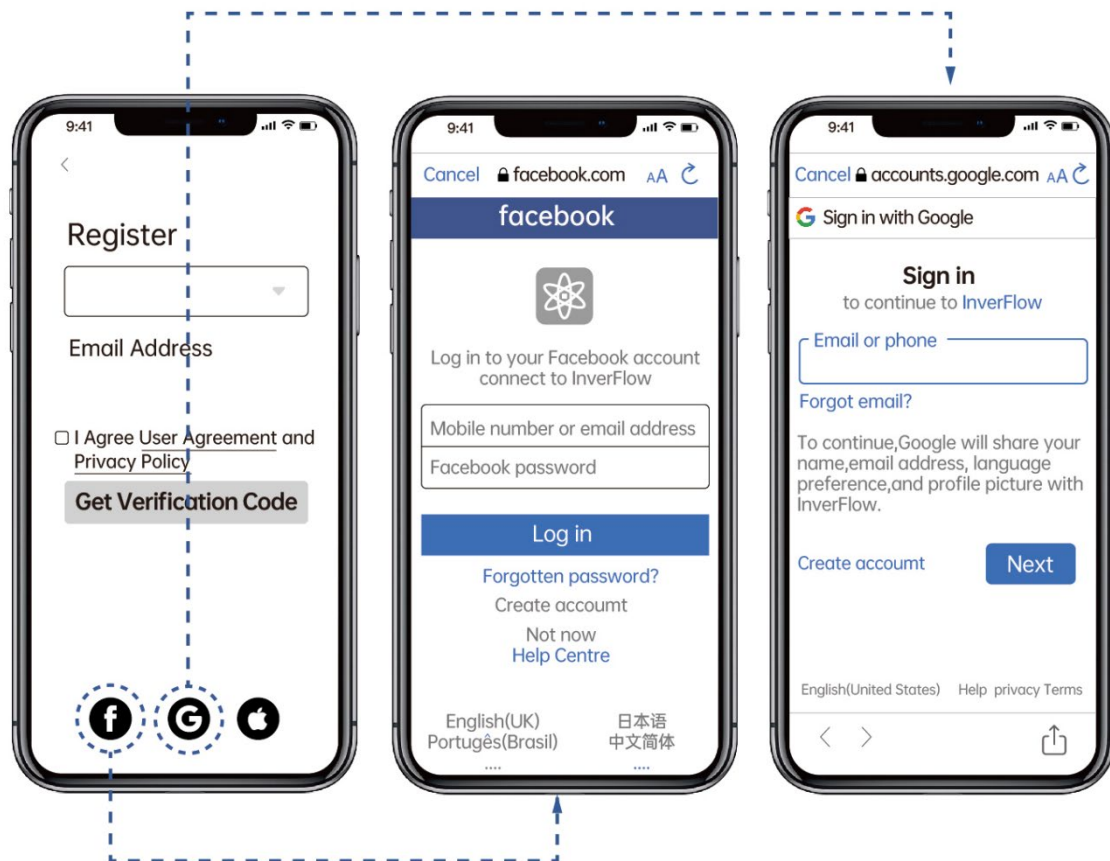 9:41
Register
Email Address
I Agree User Agreement and
Privacy Policy
Get Verification Code
f
G
9:41
Cancel
facebook.com
AA
facebook
Log in to your Facebook account
connect to InverFlow
Mobile number or email address
Facebook password
Log in
Forgotten password?
Create accoumt
Not now
Help Centre
English(UK)
日本语
Portugês(Brasil)
中文简体
....
....
9:41
Cancel
accounts.google.com
AA
G Sign in with Google
Sign in
to continue to InverFlow
Email or phone
Forgot email?
To continue,Google will share your
name,email address, language
preference,and profile picture with
InverFlow.
Create accoumt
Next
English(United States)
Help privacy Terms